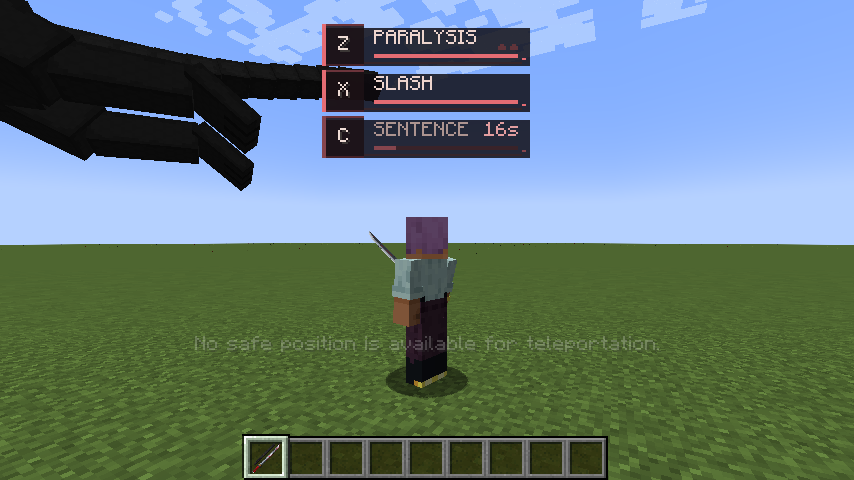 Z PARALYSIS
X SLASH
C SENTENCE 16s
No safe position is available for teleportation.